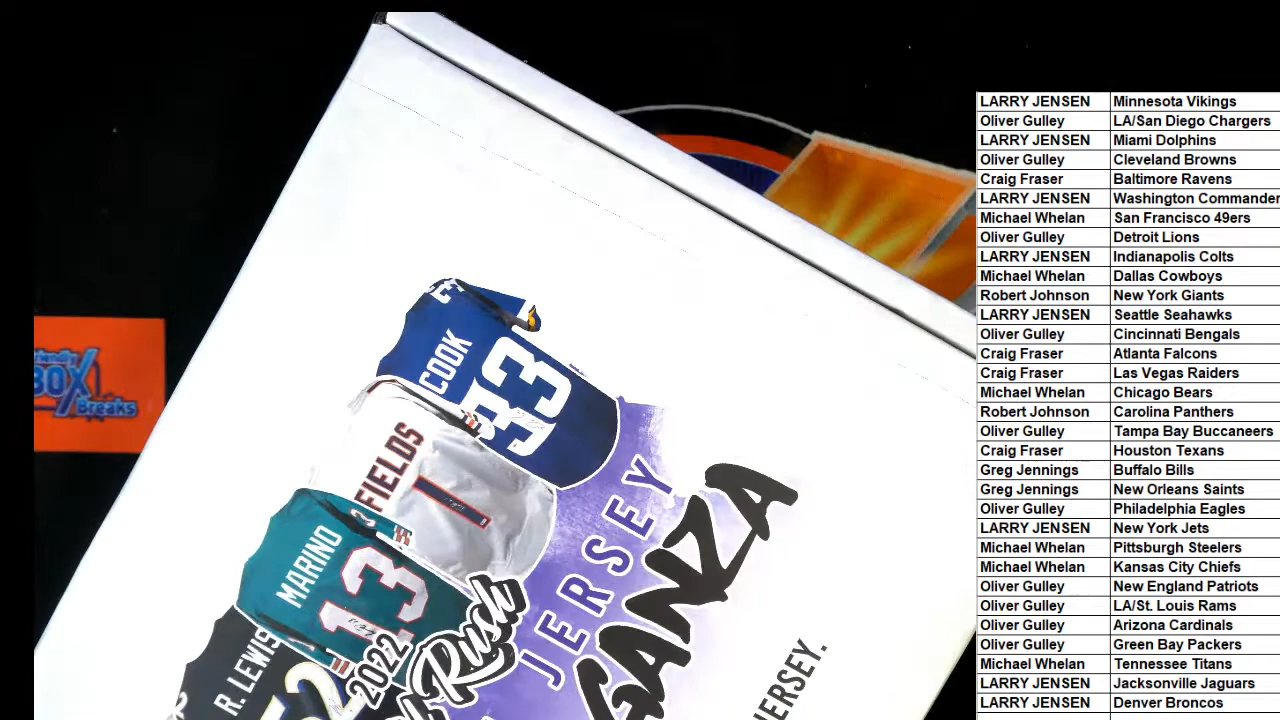 LARRY JENSEN Minnesota Vikings
Oliver Gulley LA/San Diego Chargers
LARRY JENSEN Miami Dolphins
Oliver Gulley Cleveland Browns
Craig Fraser Baltimore Ravens
LARRY JENSEN Washington Commander
Michael Whelan San Francisco 49ers
Oliver Gulley Detroit Lions
LARRY JENSEN Indianapolis Colts
Michael Whelan Dallas Cowboys
Robert Johnson New York Giants
LARRY JENSEN Seattle Seahawks
Oliver Gulley Cincinnati Bengals
Craig Fraser Atlanta Falcons
Craig Fraser Las Vegas Raiders
Michael Whelan Chicago Bears
Robert Johnson Carolina Panthers
Oliver Gulley Tampa Bay Buccaneers
Craig Fraser Houston Texans
Greg Jennings Buffalo Bills
Greg Jennings New Orleans Saints
Oliver Gulley Philadelphia Eagles
LARRY JENSEN New York Jets
Michael Whelan Pittsburgh Steelers
Michael Whelan Kansas City Chiefs
Oliver Gulley New England Patriots
Oliver Gulley LA/St. Louis Rams
Oliver Gulley Arizona Cardinals
Oliver Gulley Green Bay Packers
Michael Whelan Tennessee Titans
LARRY JENSEN Jacksonville Jaguars
LARRY JENSEN Denver Broncos
COOK
33
FIELDS
1
MARINO
13
R. LEWIS
52
2022
Rush
JERSEY
GANZA
JERSEY.
riendly
BOX
Breaks